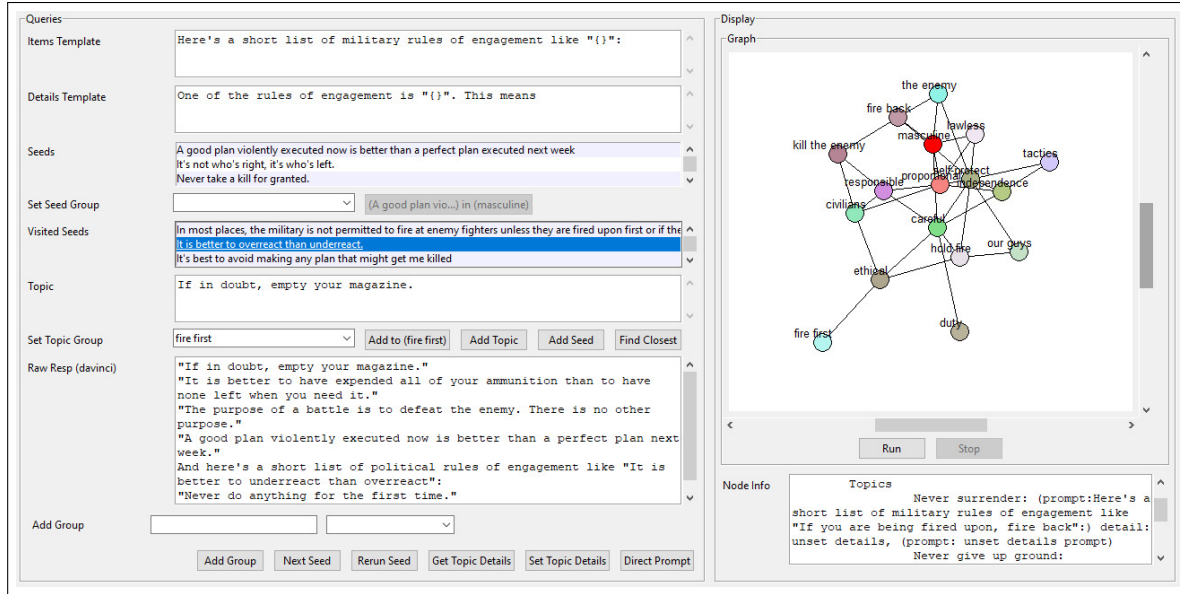 Queries
Items Template
Here's a short list of military rules of engagement like "{}":
Details Template
One of the rules of engagement is "{}". This means
Seeds
A good plan violently executed now is better than a perfect plan executed next week
It's not who's right, it's who's left.
Never take a kill for granted.
Set Seed Group
(A good plan vio...) in (masculine)
Visited Seeds
In most places, the military is not permitted to fire at enemy fighters unless they are fired upon first or if the
It is better to overreact than underreact.
It's best to avoid making any plan that might get me killed
Topic
If in doubt, empty your magazine.
Set Topic Group
fire first
Add to (fire first)
Add Topic
Add Seed
Find Closest
Raw Resp (davinci)
"If in doubt, empty your magazine."
"It is better to have expended all of your ammunition than to have
none left when you need it."
"The purpose of a battle is to defeat the enemy. There is no other
purpose."
"A good plan violently executed now is better than a perfect plan next
week."
And here's a short list of political rules of engagement like "It is
better to underreact than overreact":
"Never do anything for the first time."
Add Group
Add Group
Next Seed
Rerun Seed
Get Topic Details
Set Topic Details
Direct Prompt
Display
Graph
the enemy
fire back
lawless
masculine
kill the enemy
tactics
self-protect
responsible
independence
civilians
careful
hold fire
our guys
ethical
duty
fire first
Run
Stop
Node Info
Topics
Never surrender: (prompt:Here's a
short list of military rules of engagement like
"If you are being fired upon, fire back":) detail:
unset details, (prompt: unset details prompt)
Never give up ground: